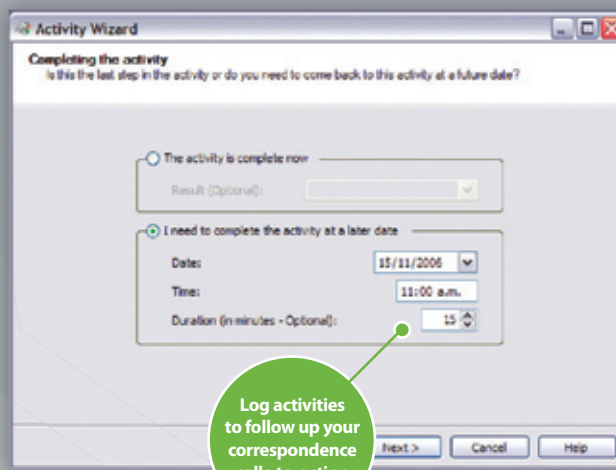 Activity Wizard
Completing the activity
Is this the last step in the activity or do you need to come back to this activity at a future date?
The activity is complete now
Result (Optional):
I need to complete the activity at a later date
Date: 15/11/2006
Time: 11:00 a.m.
Duration (in minutes - Optional): 15
Log activities
to follow up your
correspondence
Next > Cancel Help